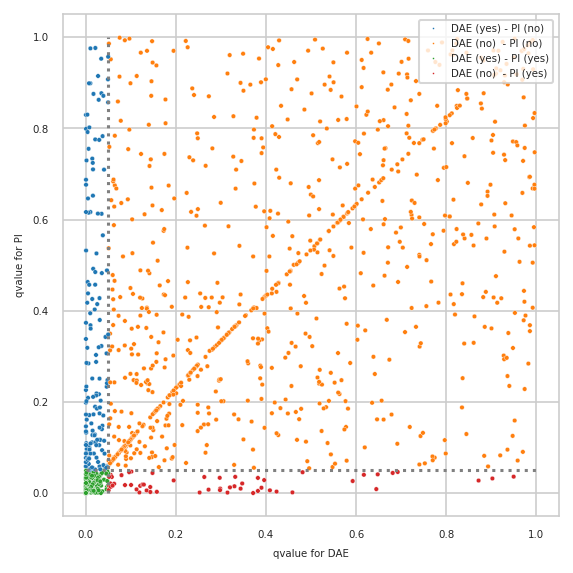 DAE (yes) - PI (no)
DAE (no) - PI (no)
DAE (yes) - PI (yes)
DAE (no) - PI (yes)
1.0
0.8
0.6
0.4
0.2
0.0
qvalue for PI
0.0 0.2 0.4 0.6 0.8 1.0
qvalue for DAE